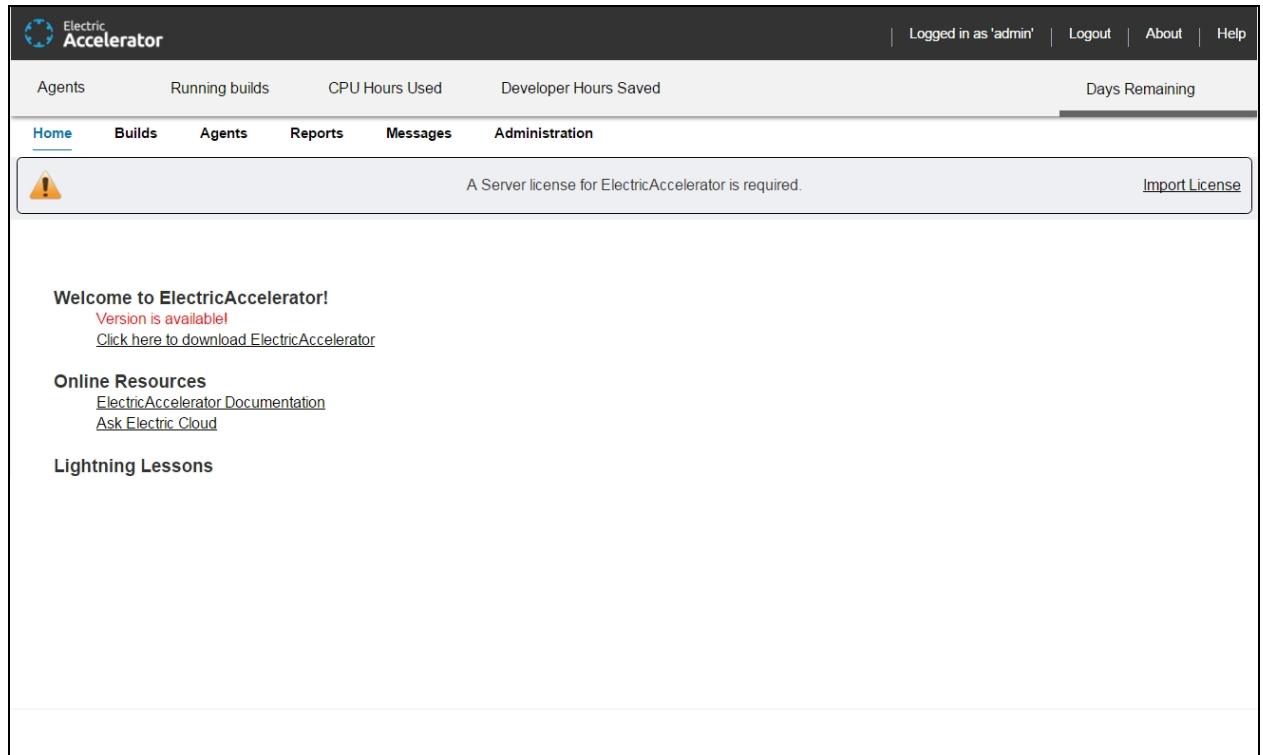 Electric
Accelerator
Logged in as 'admin' | Logout | About | Help
Agents Running builds CPU Hours Used Developer Hours Saved Days Remaining
Home Builds Agents Reports Messages Administration
A Server license for ElectricAccelerator is required. Import License
Welcome to ElectricAccelerator!
Version is available!
Click here to download ElectricAccelerator
Online Resources
ElectricAccelerator Documentation
Ask Electric Cloud
Lightning Lessons